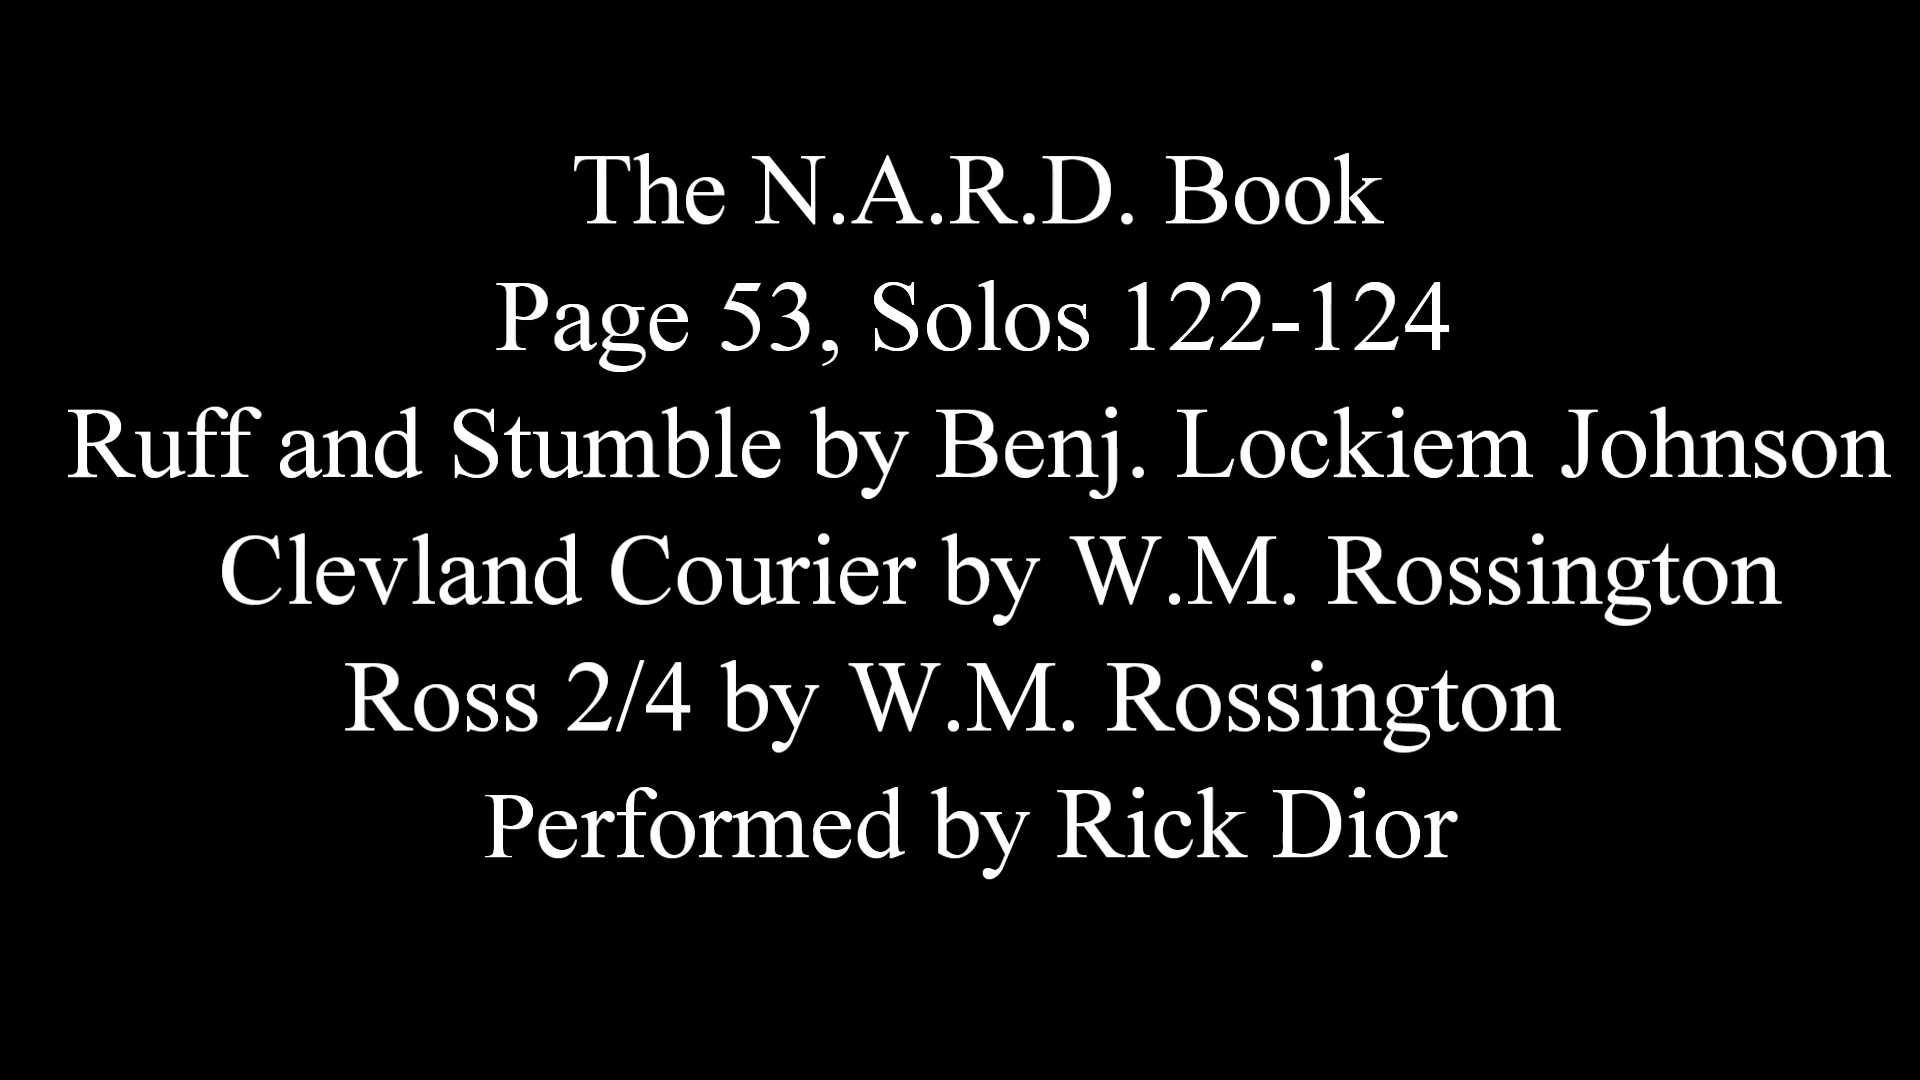 The N.A.R.D. Book
Page 53, Solos 122-124
Ruff and Stumble by Benj. Lockiem Johnson
Clevland Courier by W.M. Rossington
Ross 2/4 by W.M. Rossington
Performed by Rick Dior